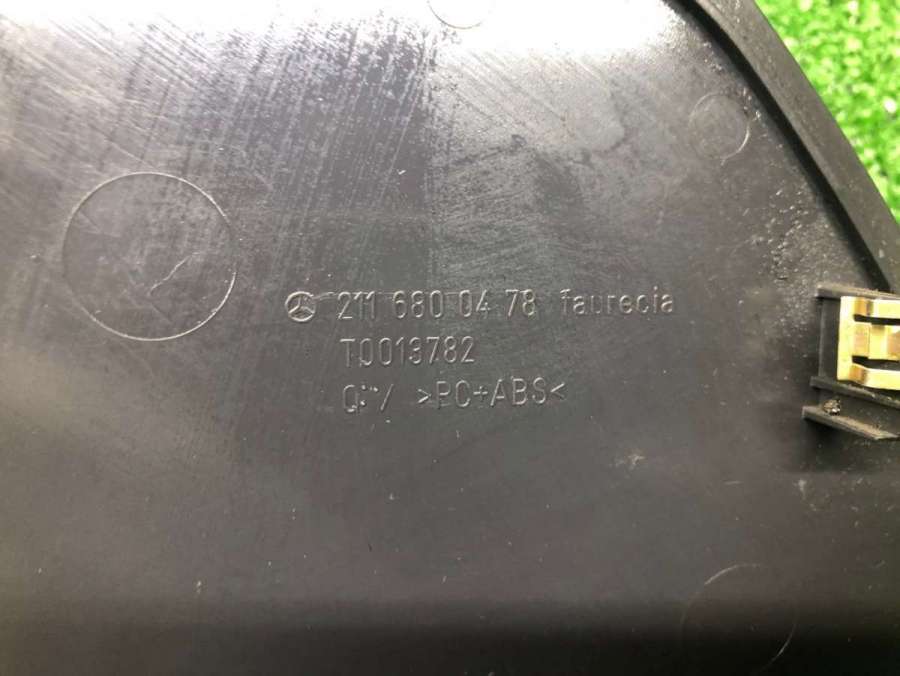 211 680 04 78 faurecia
T0013782
>PC+ABS<